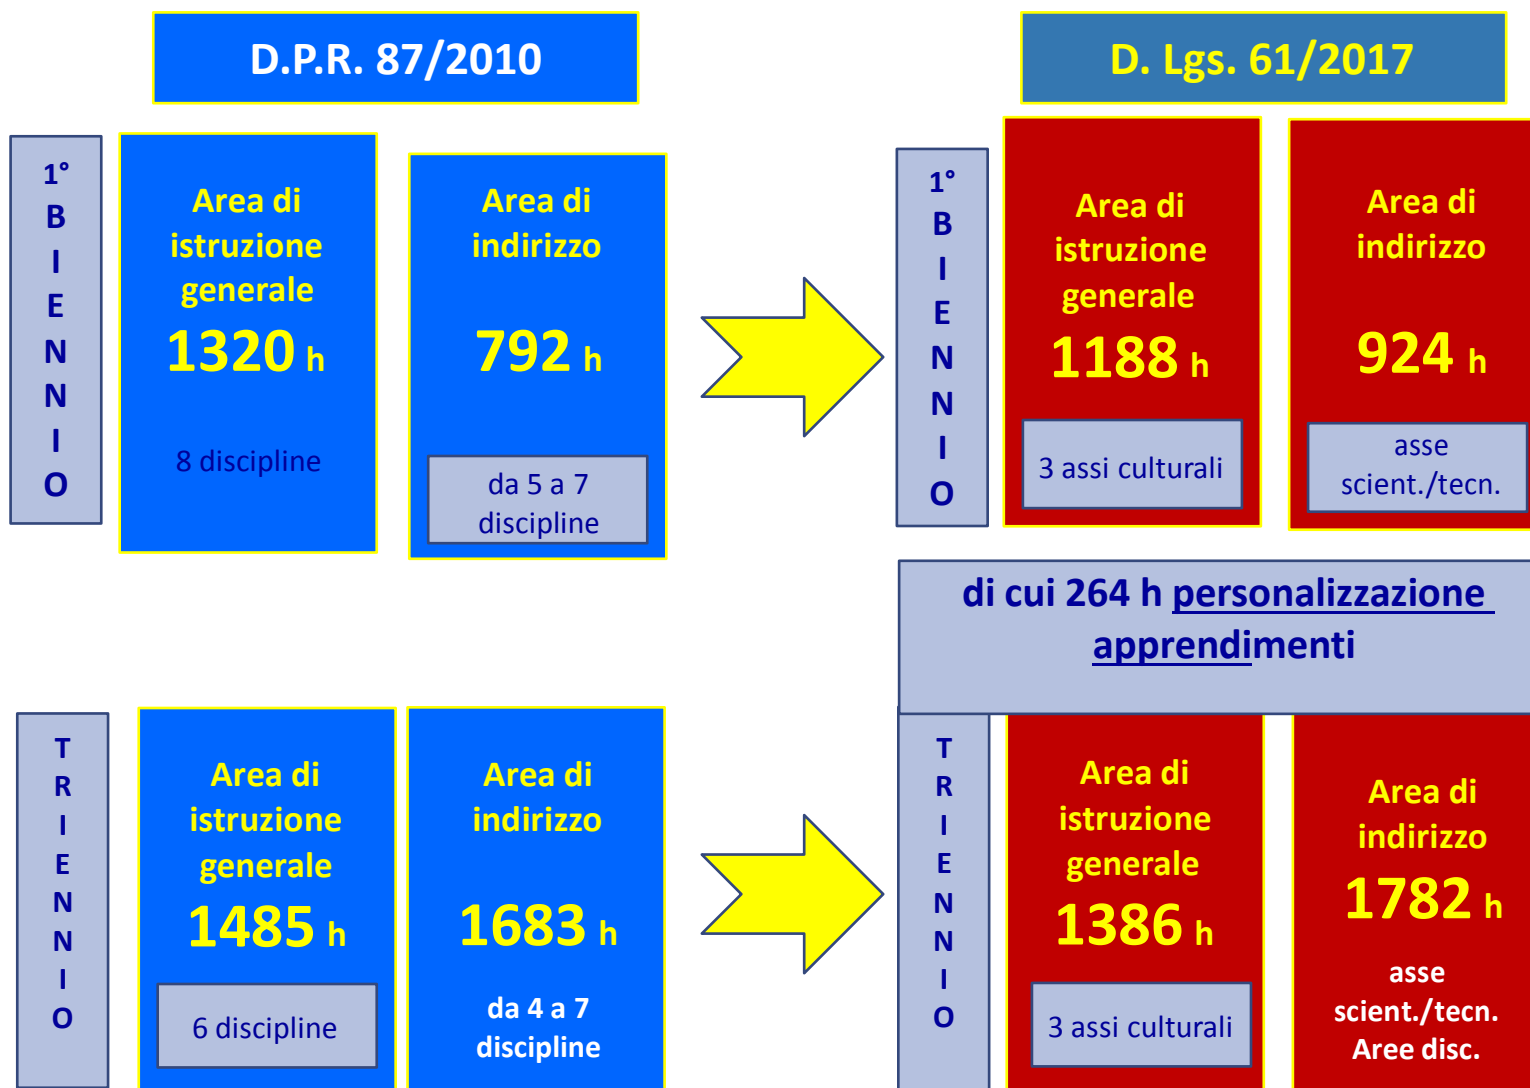 D.P.R. 87/2010
D. Lgs. 61/2017
1°
B
I
E
N
N
I
O
Area di
istruzione
generale
1320 h
8 discipline
Area di
indirizzo
792 h
da 5 a 7
discipline
1°
B
I
E
N
N
I
O
Area di
istruzione
generale
1188 h
3 assi culturali
Area di
indirizzo
924 h
asse
scient./tecn.
di cui 264 h personalizzazione
apprendimenti
T
R
I
E
N
N
I
O
Area di
istruzione
generale
1485 h
6 discipline
Area di
indirizzo
1683 h
da 4 a 7
discipline
T
R
I
E
N
N
I
O
Area di
istruzione
generale
1386 h
3 assi culturali
Area di
indirizzo
1782 h
asse
scient./tecn.
Aree disc.